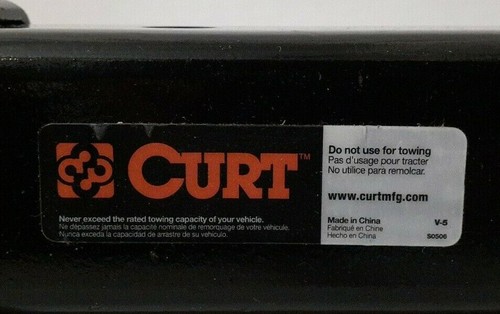 CURT™
Never exceed the rated towing capacity of your vehicle.
Ne dépassez jamais la capacité nominale de remorquage de votre véhicule.
Nunca exceda la capacidad de arrastre de su vehículo.
Do not use for towing
Pas d'usage pour tracter
No utilice para remolcar.
www.curtmfg.com
Made in China
Fabriqué en Chine
Hecho en China
V-5
S0506